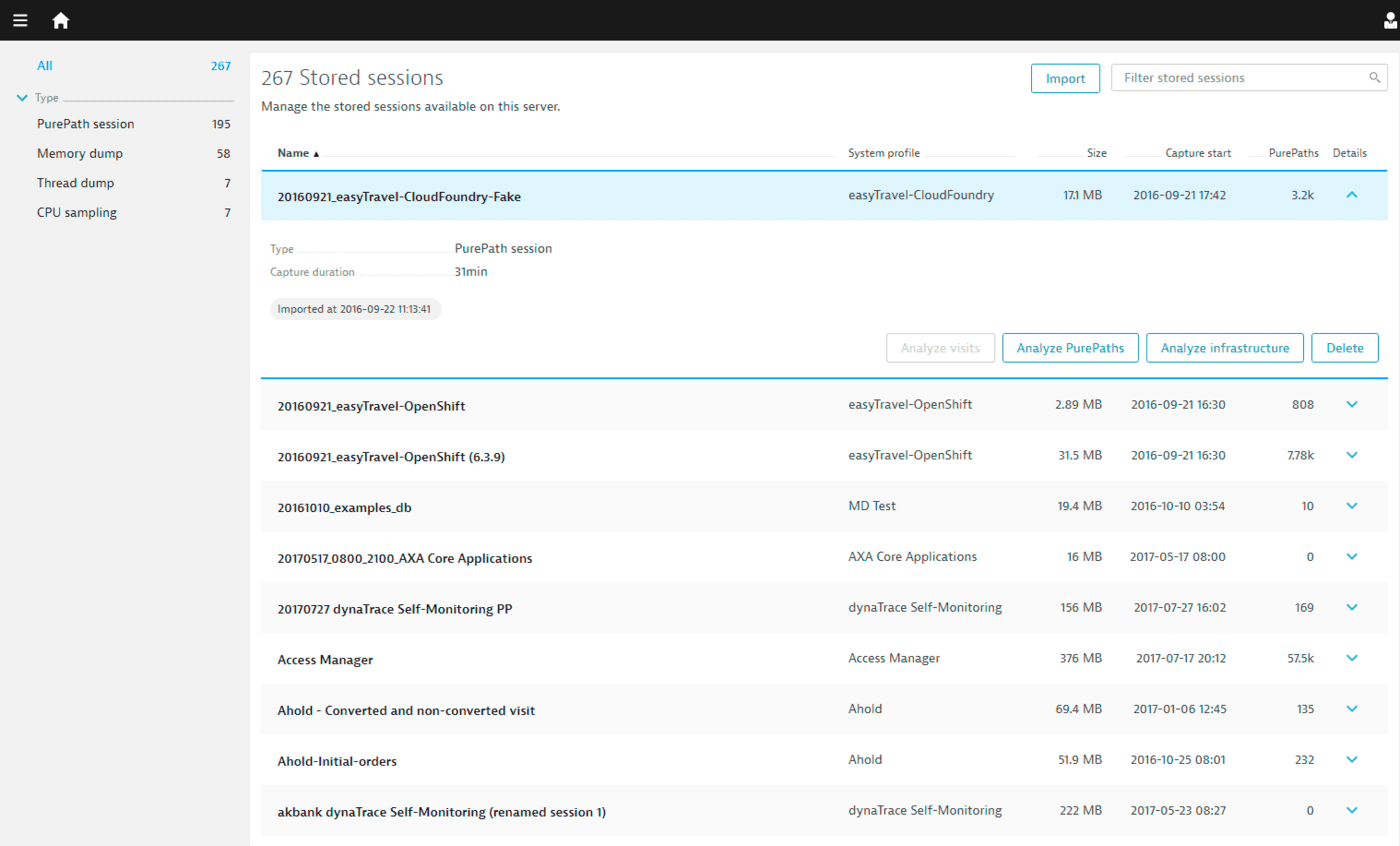 All 267
Type
PurePath session 195
Memory dump 58
Thread dump 7
CPU sampling 7
267 Stored sessions
Import
Filter stored sessions
Manage the stored sessions available on this server.
Name ▲ System profile Size Capture start PurePaths Details
20160921_easyTravel-CloudFoundry-Fake easyTravel-CloudFoundry 17.1 MB 2016-09-21 17:42 3.2k
Type PurePath session
Capture duration 31min
Imported at 2016-09-22 11:13:41
Analyze visits Analyze PurePaths Analyze infrastructure Delete
20160921_easyTravel-OpenShift easyTravel-OpenShift 2.89 MB 2016-09-21 16:30 808
20160921_easyTravel-OpenShift (6.3.9) easyTravel-OpenShift 31.5 MB 2016-09-21 16:30 7.78k
20161010_examples_db MD Test 19.4 MB 2016-10-10 03:54 10
20170517_0800_2100_AXA Core Applications AXA Core Applications 16 MB 2017-05-17 08:00 0
20170727 dynaTrace Self-Monitoring PP dynaTrace Self-Monitoring 156 MB 2017-07-27 16:02 169
Access Manager Access Manager 376 MB 2017-07-17 20:12 57.5k
Ahold - Converted and non-converted visit Ahold 69.4 MB 2017-01-06 12:45 135
Ahold-Initial-orders Ahold 51.9 MB 2016-10-25 08:01 232
akbank dynaTrace Self-Monitoring (renamed session 1) dynaTrace Self-Monitoring 222 MB 2017-05-23 08:27 0